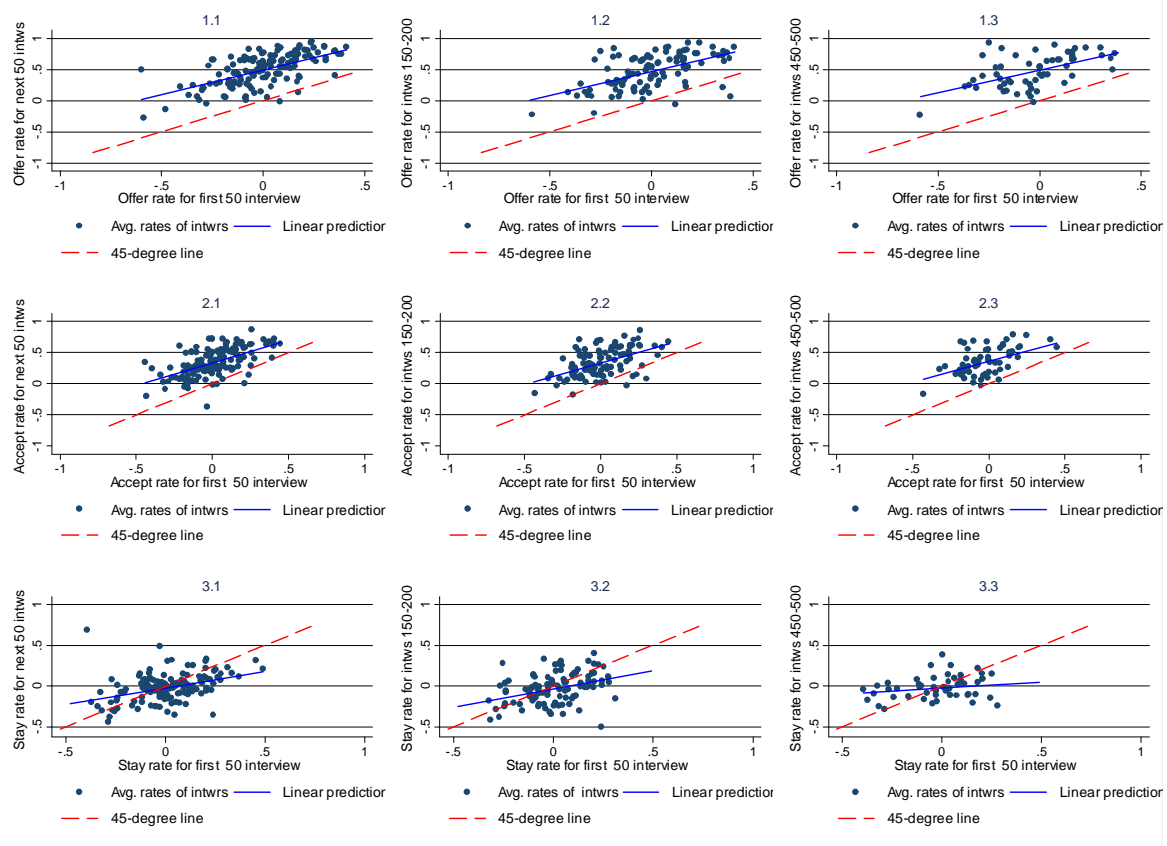 1.1
Offer rate for next 50 intws
-1 -.5 0 .5 1
-1 -.5 0 .5
Offer rate for first 50 interview
Avg. rates of intwrs Linear prediction
45-degree line
1.2
Offer rate for intws 150-200
-1 -.5 0 .5 1
-1 -.5 0 .5
Offer rate for first 50 interview
Avg. rates of intwrs Linear prediction
45-degree line
1.3
Offer rate for intws 450-500
-1 -.5 0 .5 1
-1 -.5 0 .5
Offer rate for first 50 interview
Avg. rates of intwrs Linear prediction
45-degree line
2.1
Accept rate for next 50 intws
-1 -.5 0 .5 1
-1 -.5 0 .5 1
Accept rate for first 50 interview
Avg. rates of intwrs Linear prediction
45-degree line
2.2
Accept rate for intws 150-200
-1 -.5 0 .5 1
-1 -.5 0 .5 1
Accept rate for first 50 interview
Avg. rates of intwrs Linear prediction
45-degree line
2.3
Accept rate for intws 450-500
-1 -.5 0 .5 1
-1 -.5 0 .5 1
Accept rate for first 50 interview
Avg. rates of intwrs Linear prediction
45-degree line
3.1
Stay rate for next 50 intws
-.5 0 .5 1
-.5 0 .5 1
Stay rate for first 50 interview
Avg. rates of intwrs Linear prediction
45-degree line
3.2
Stay rate for intws 150-200
-.5 0 .5 1
-.5 0 .5 1
Stay rate for first 50 interview
Avg. rates of intwrs Linear prediction
45-degree line
3.3
Stay rate for intws 450-500
-.5 0 .5 1
-.5 0 .5 1
Stay rate for first 50 interview
Avg. rates of intwrs Linear prediction
45-degree line